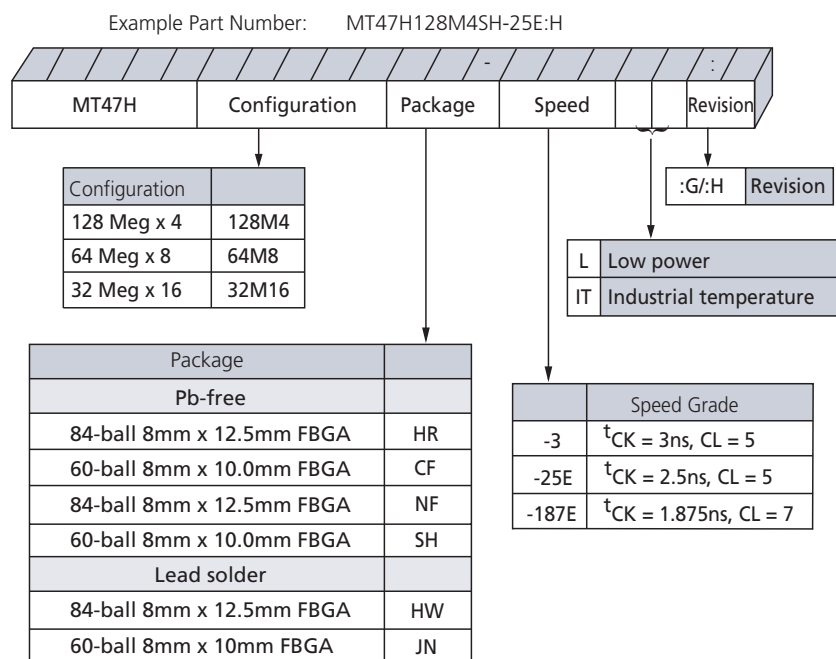 Example Part Number: MT47H128M4SH-25E:H
- :
MT47H Configuration Package Speed Revision
Configuration
128 Meg x 4 128M4
64 Meg x 8 64M8
32 Meg x 16 32M16
:G/:H Revision
L Low power
IT Industrial temperature
Package
Pb-free
84-ball 8mm x 12.5mm FBGA HR
60-ball 8mm x 10.0mm FBGA CF
84-ball 8mm x 12.5mm FBGA NF
60-ball 8mm x 10.0mm FBGA SH
Lead solder
84-ball 8mm x 12.5mm FBGA HW
60-ball 8mm x 10mm FBGA JN
Speed Grade
-3 tCK = 3ns, CL = 5
-25E tCK = 2.5ns, CL = 5
-187E tCK = 1.875ns, CL = 7